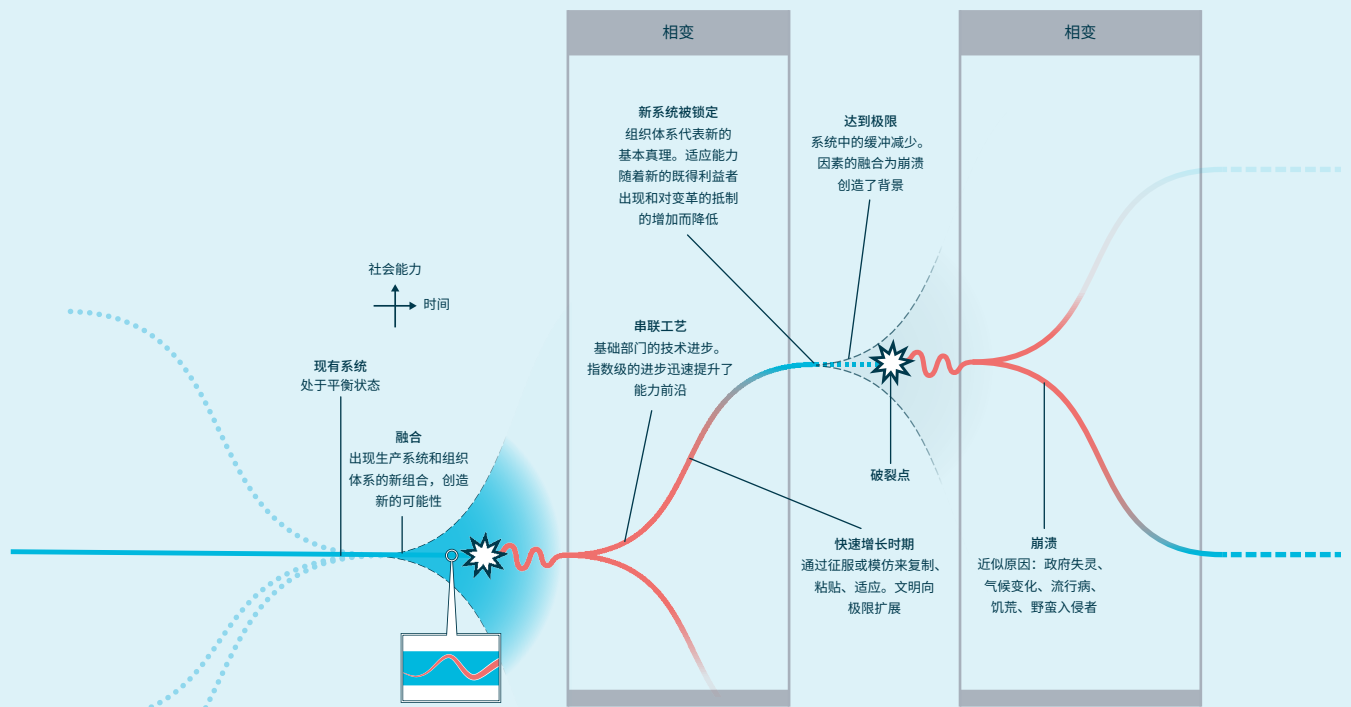 相变
相变
新系统被锁定
组织体系代表新的
基本真理。适应能力
随着新的既得利益者
出现和对变革的抵制
的增加而降低
达到极限
系统中的缓冲减少。
因素的融合为崩溃
创造了背景
社会能力
时间
串联工艺
基础部门的技术进步。
指数级的进步迅速提升了
能力前沿
现有系统
处于平衡状态
融合
出现生产系统和组织
体系的新组合，创造
新的可能性
破裂点
快速增长时期
通过征服或模仿来复制、
粘贴、适应。文明向
极限扩展
崩溃
近似原因：政府失灵、
气候变化、流行病、
饥荒、野蛮入侵者